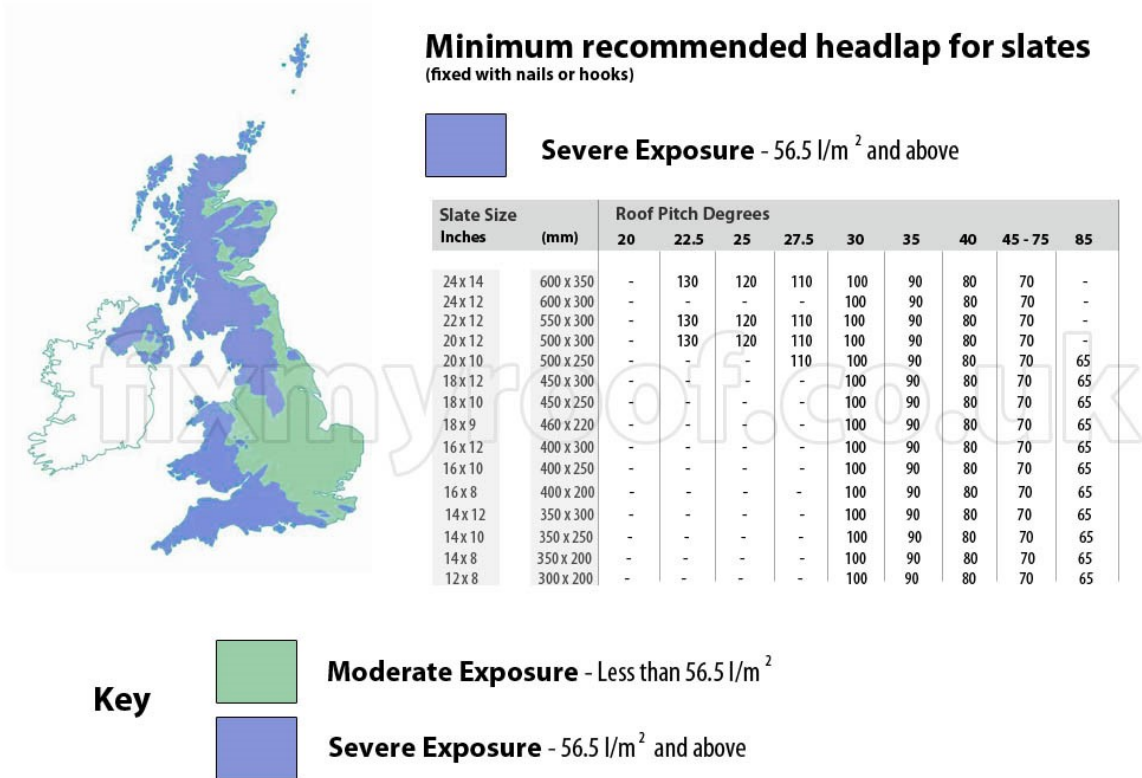 Minimum recommended headlap for slates
(fixed with nails or hooks)
Severe Exposure - 56.5 l/m² and above
Slate Size Roof Pitch Degrees
Inches (mm) 20 22.5 25 27.5 30 35 40 45 - 75 85
24 x 14 600 x 350 - 130 120 110 100 90 80 70 -
24 x 12 600 x 300 - - - - 100 90 80 70 -
22 x 12 550 x 300 - 130 120 110 100 90 80 70 -
20 x 12 500 x 300 - 130 120 110 100 90 80 70 -
20 x 10 500 x 250 - - - 110 100 90 80 70 65
18 x 12 450 x 300 - - - - 100 90 80 70 65
18 x 10 450 x 250 - - - - 100 90 80 70 65
18 x 9 460 x 220 - - - - 100 90 80 70 65
16 x 12 400 x 300 - - - - 100 90 80 70 65
16 x 10 400 x 250 - - - - 100 90 80 70 65
16 x 8 400 x 200 - - - - 100 90 80 70 65
14 x 12 350 x 300 - - - - 100 90 80 70 65
14 x 10 350 x 250 - - - - 100 90 80 70 65
14 x 8 350 x 200 - - - - 100 90 80 70 65
12 x 8 300 x 200 - - - - 100 90 80 70 65
fixmyroof.co.uk
Key
Moderate Exposure - Less than 56.5 l/m²
Severe Exposure - 56.5 l/m² and above